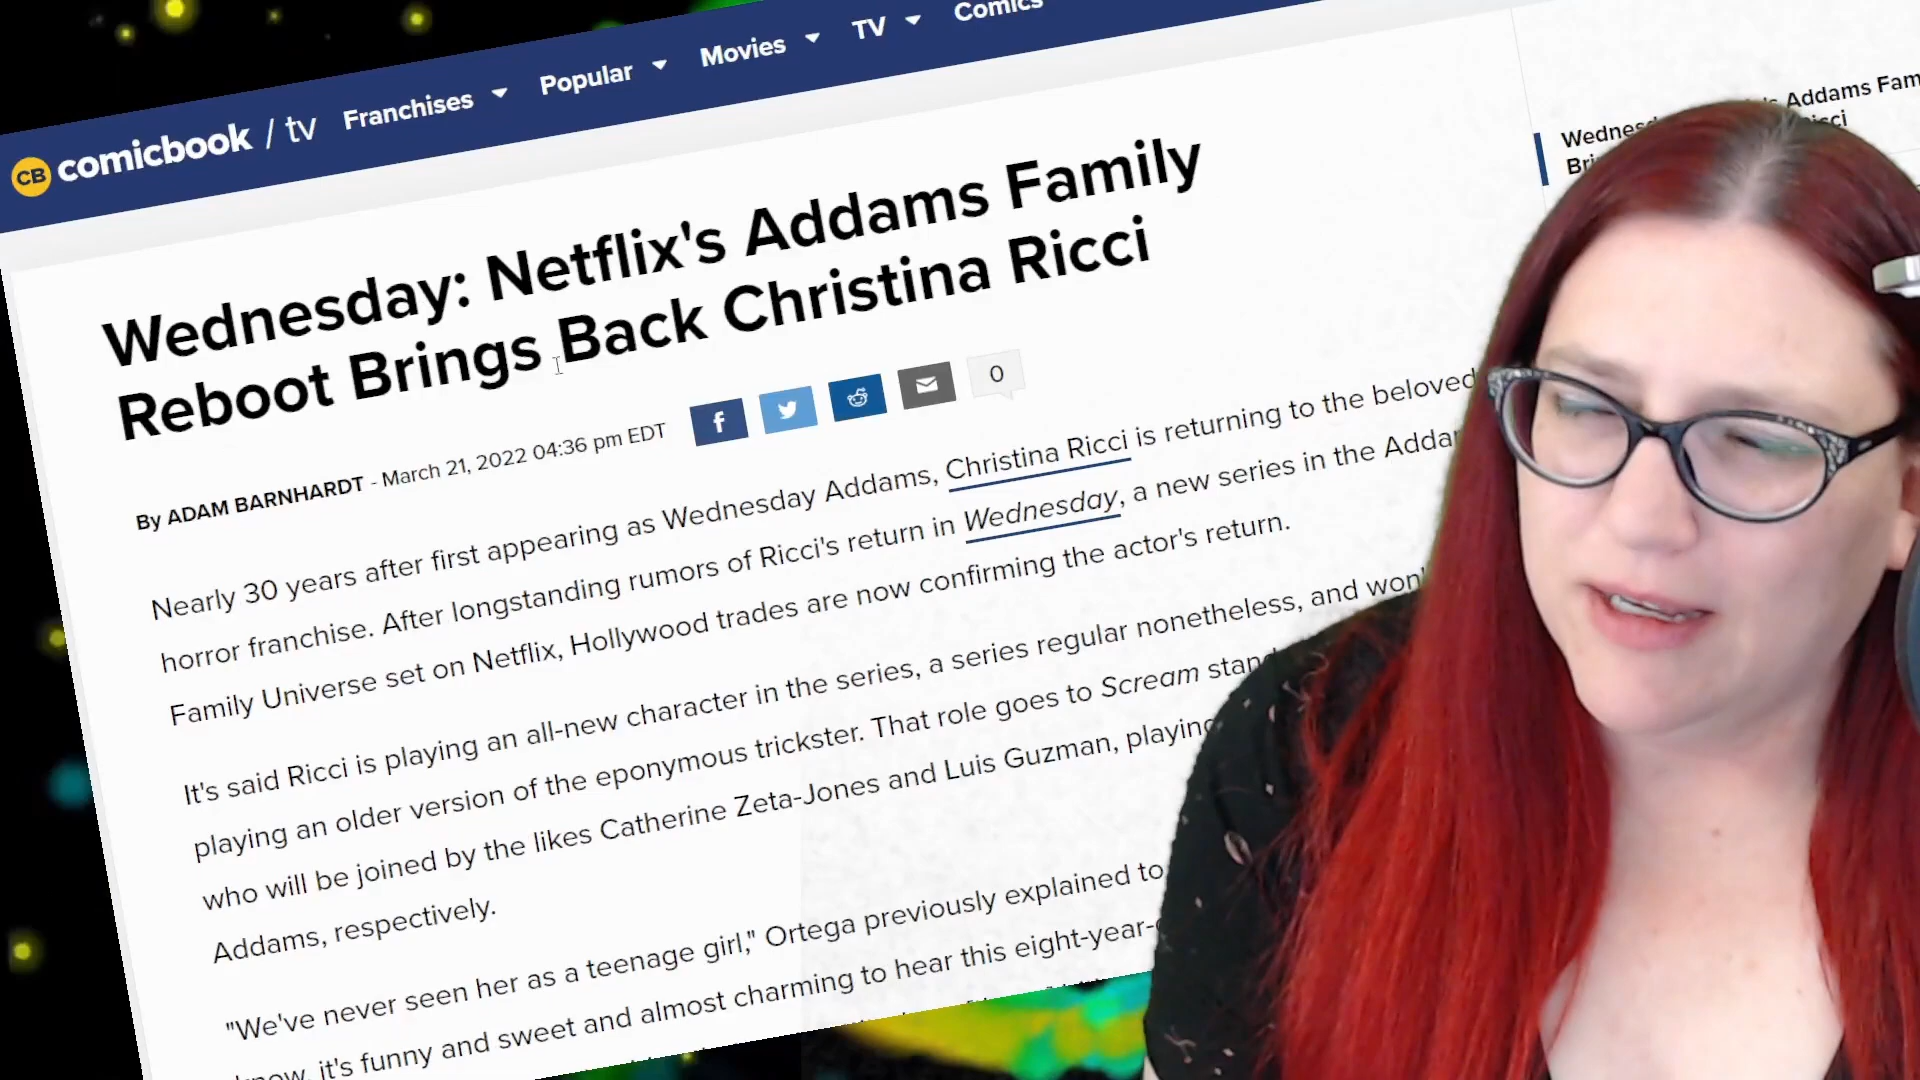 CB comicbook / tv Franchises Popular Movies TV Comics
Wednesday: Netflix's Addams Family
Reboot Brings Back Christina Ricci
By ADAM BARNHARDT - March 21, 2022 04:36 pm EDT
f
0
Nearly 30 years after first appearing as Wednesday Addams, Christina Ricci is returning to the beloved
horror franchise. After longstanding rumors of Ricci's return in Wednesday, a new series in the
Family Universe set on Netflix, Hollywood trades are now confirming the actor's return.
It's said Ricci is playing an all-new character in the series, a series regular nonetheless, and
playing an older version of the eponymous trickster. That role goes to Scream
who will be joined by the likes Catherine Zeta-Jones and Luis Guzman,
Addams, respectively.
"We've never seen her as a teenage girl," Ortega previously explained to
it's funny and sweet and almost charming to hear this
Addams